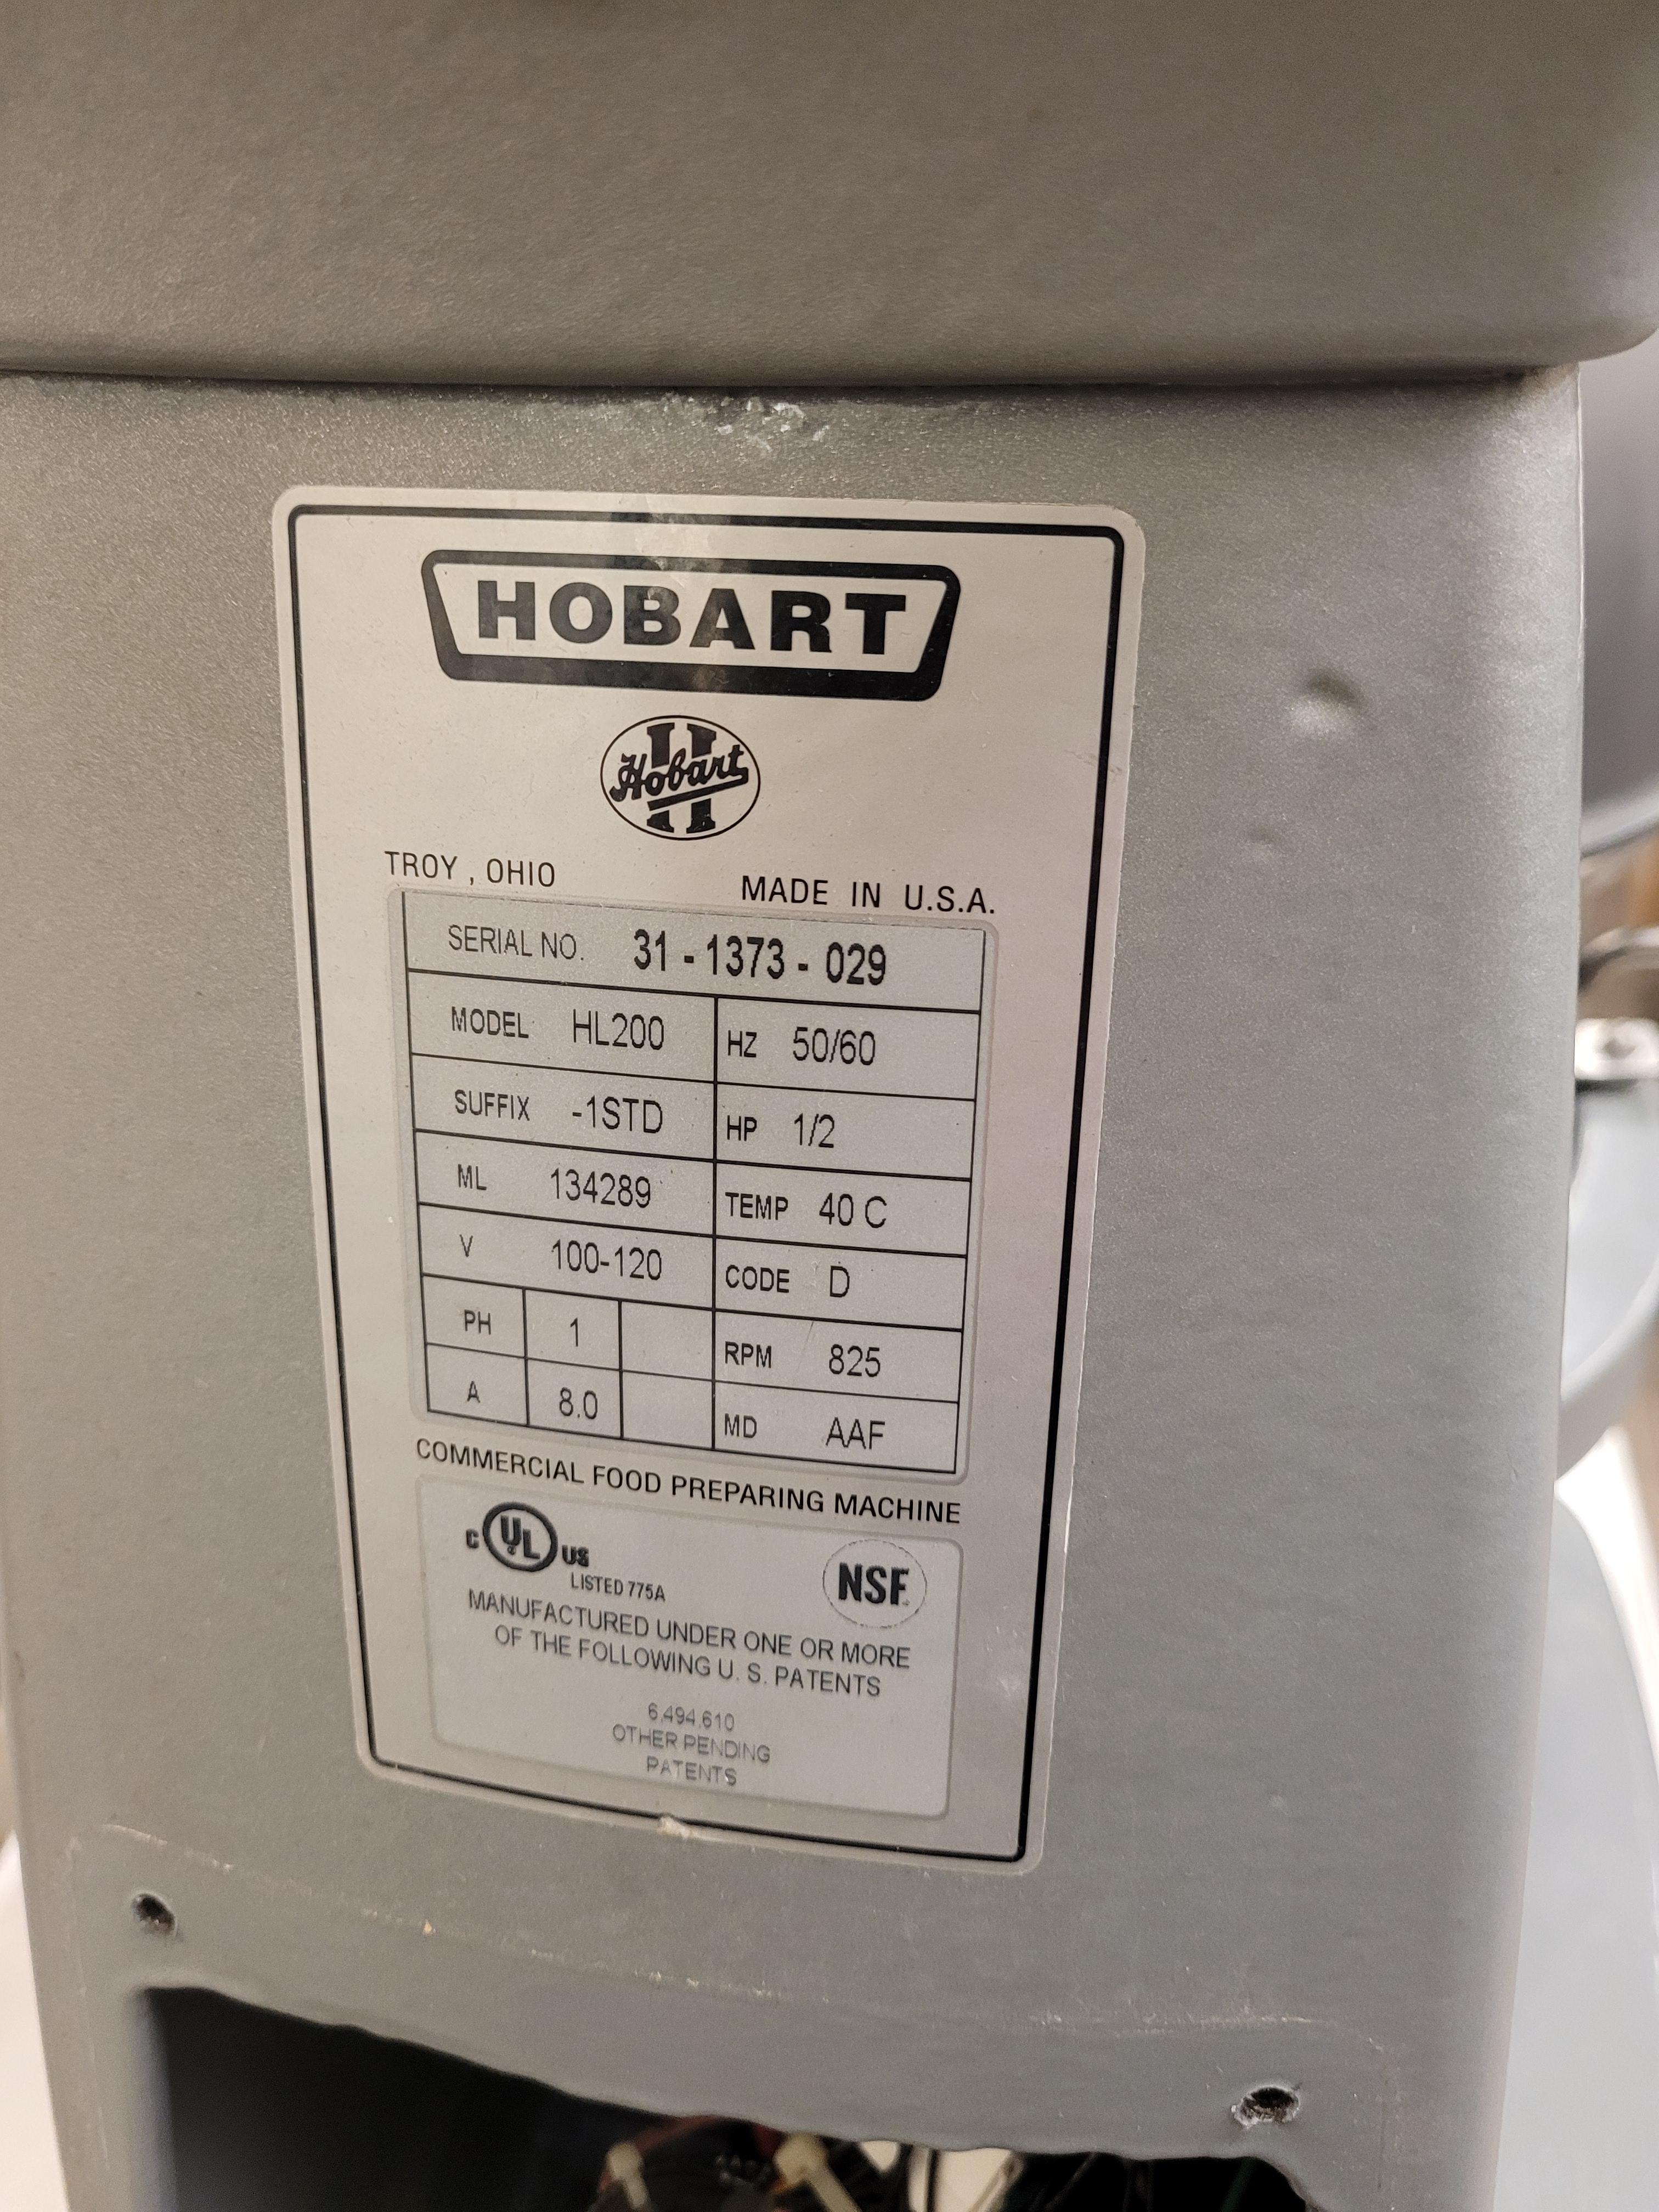 HOBART
Hobart
TROY , OHIO MADE IN U.S.A.
SERIAL NO. 31 - 1373 - 029
MODEL HL200 HZ 50/60
SUFFIX -1STD HP 1/2
ML 134289 TEMP 40 C
V 100-120 CODE D
PH 1 RPM 825
A 8.0 MD AAF
COMMERCIAL FOOD PREPARING MACHINE
C UL US NSF
LISTED 775A
MANUFACTURED UNDER ONE OR MORE
OF THE FOLLOWING U. S. PATENTS
6,494,610
OTHER PENDING
PATENTS